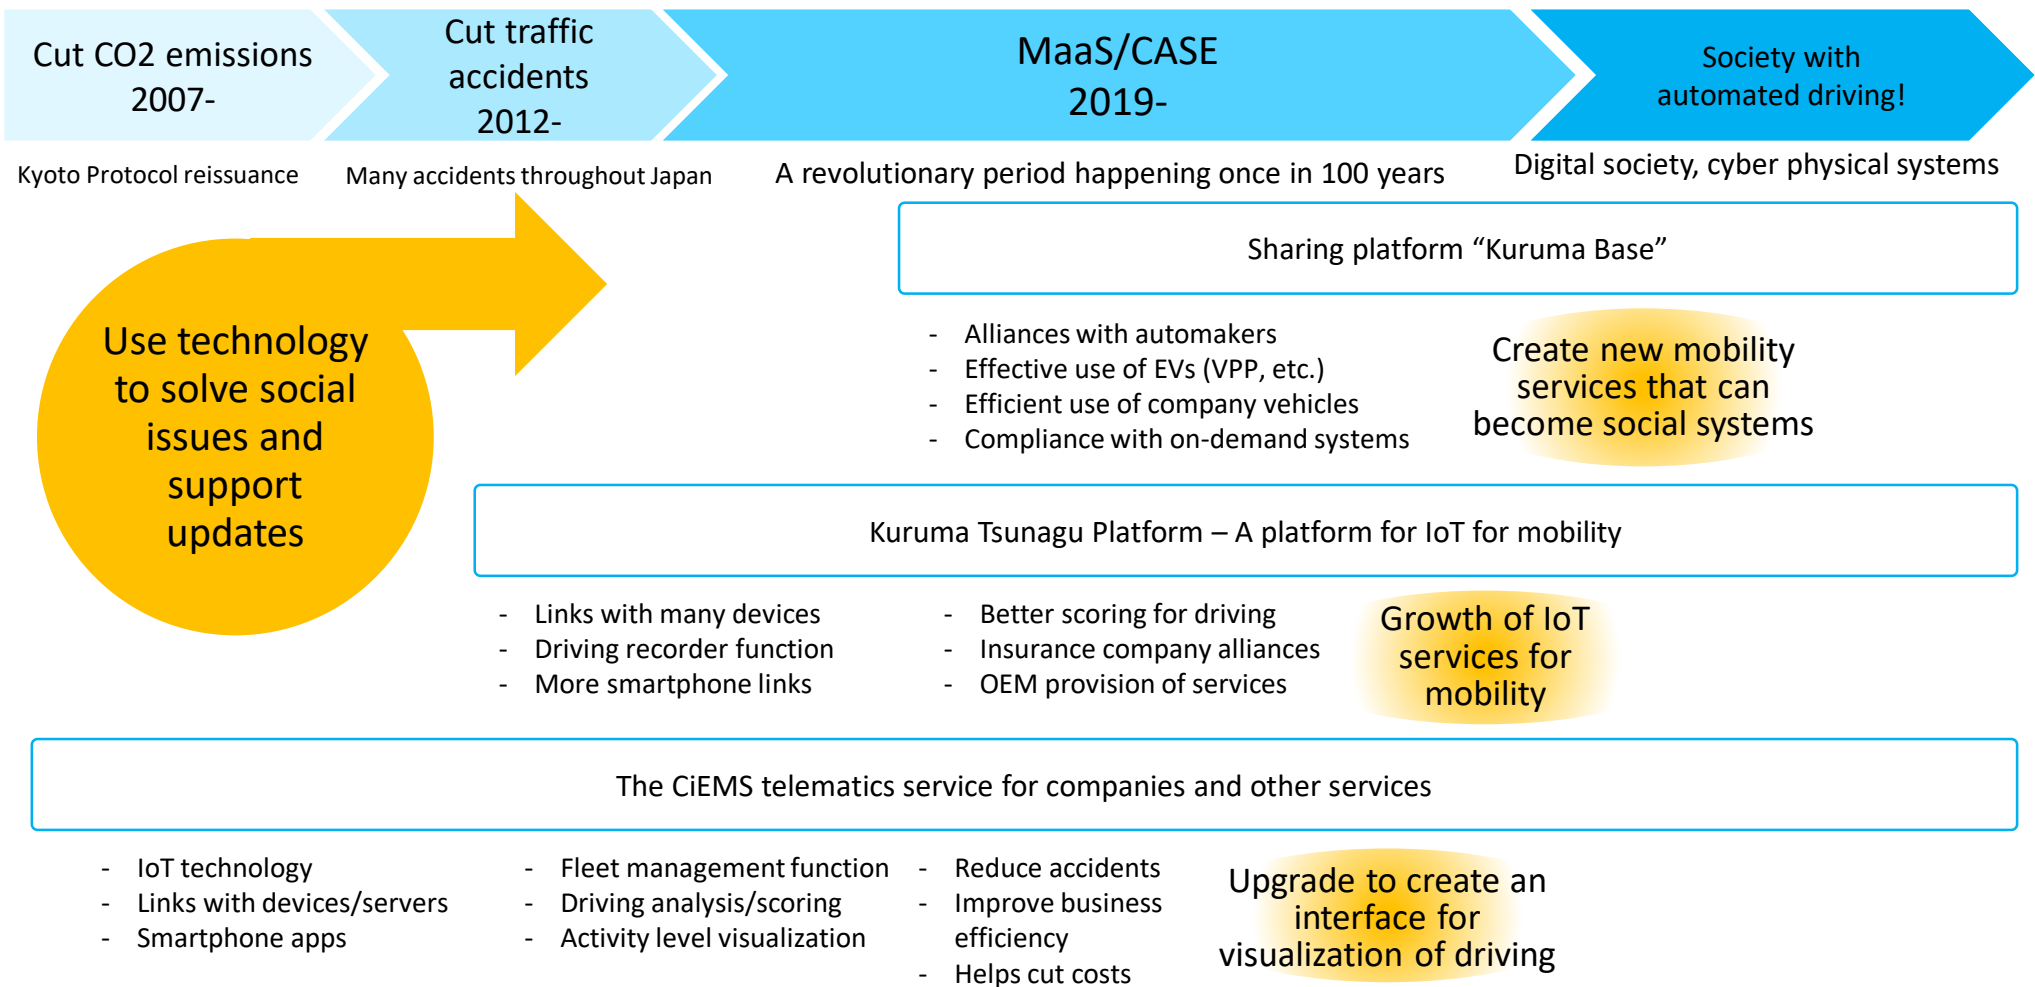 Cut CO2 emissions
2007-
Cut traffic
accidents
2012-
MaaS/CASE
2019-
Society with
automated driving!
Kyoto Protocol reissuance
Many accidents throughout Japan
A revolutionary period happening once in 100 years
Digital society, cyber physical systems
Use technology
to solve social
issues and
support
updates
Sharing platform “Kuruma Base”
- Alliances with automakers
- Effective use of EVs (VPP, etc.)
- Efficient use of company vehicles
- Compliance with on-demand systems
Create new mobility
services that can
become social systems
Kuruma Tsunagu Platform – A platform for IoT for mobility
- Links with many devices
- Driving recorder function
- More smartphone links
- Better scoring for driving
- Insurance company alliances
- OEM provision of services
Growth of IoT
services for
mobility
The CiEMS telematics service for companies and other services
- IoT technology
- Links with devices/servers
- Smartphone apps
- Fleet management function
- Driving analysis/scoring
- Activity level visualization
- Reduce accidents
- Improve business
efficiency
- Helps cut costs
Upgrade to create an
interface for
visualization of driving